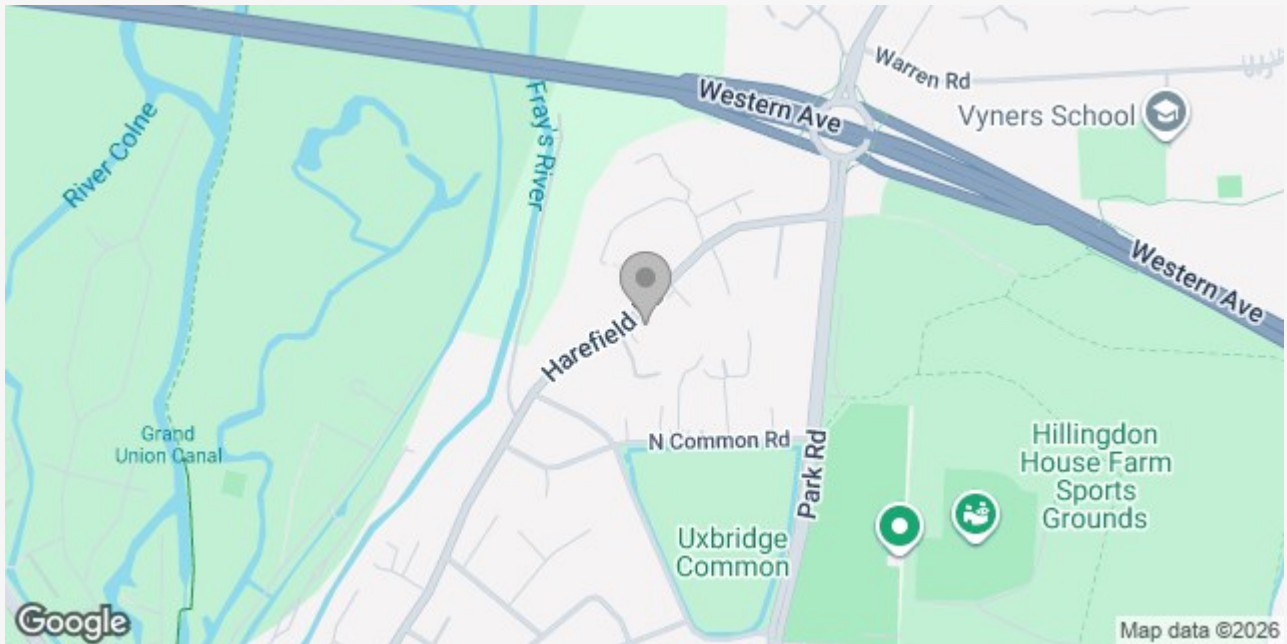 Warren Rd
Western Ave
Vyners School
River Colne
Fray's River
Western Ave
Harefield
Grand
Union Canal
N Common Rd
Park Rd
Hillingdon
House Farm
Sports
Grounds
Uxbridge
Common
Google
Map data ©2026